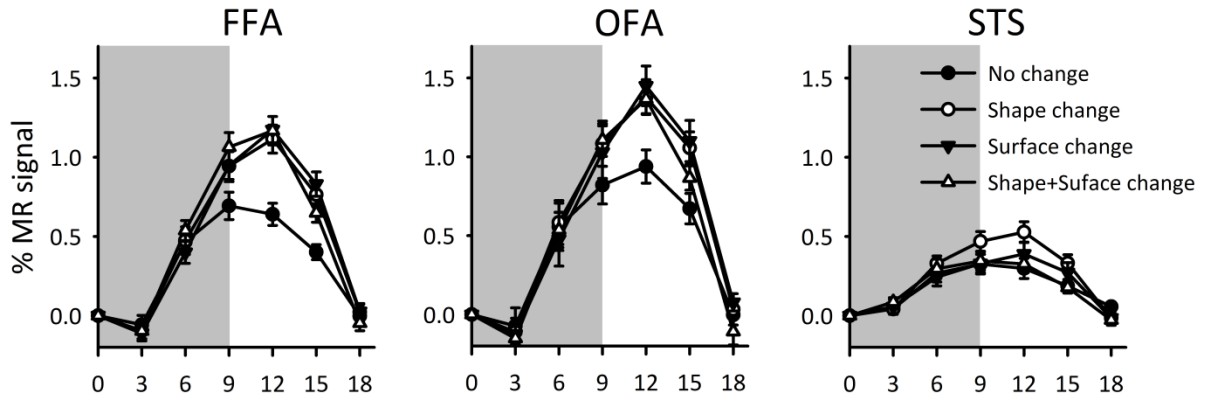 FFA
OFA
STS
% MR signal
1.5
1.0
0.5
0.0
0 3 6 9 12 15 18
1.5
1.0
0.5
0.0
0 3 6 9 12 15 18
1.5
1.0
0.5
0.0
0 3 6 9 12 15 18
No change
Shape change
Surface change
Shape+Suface change